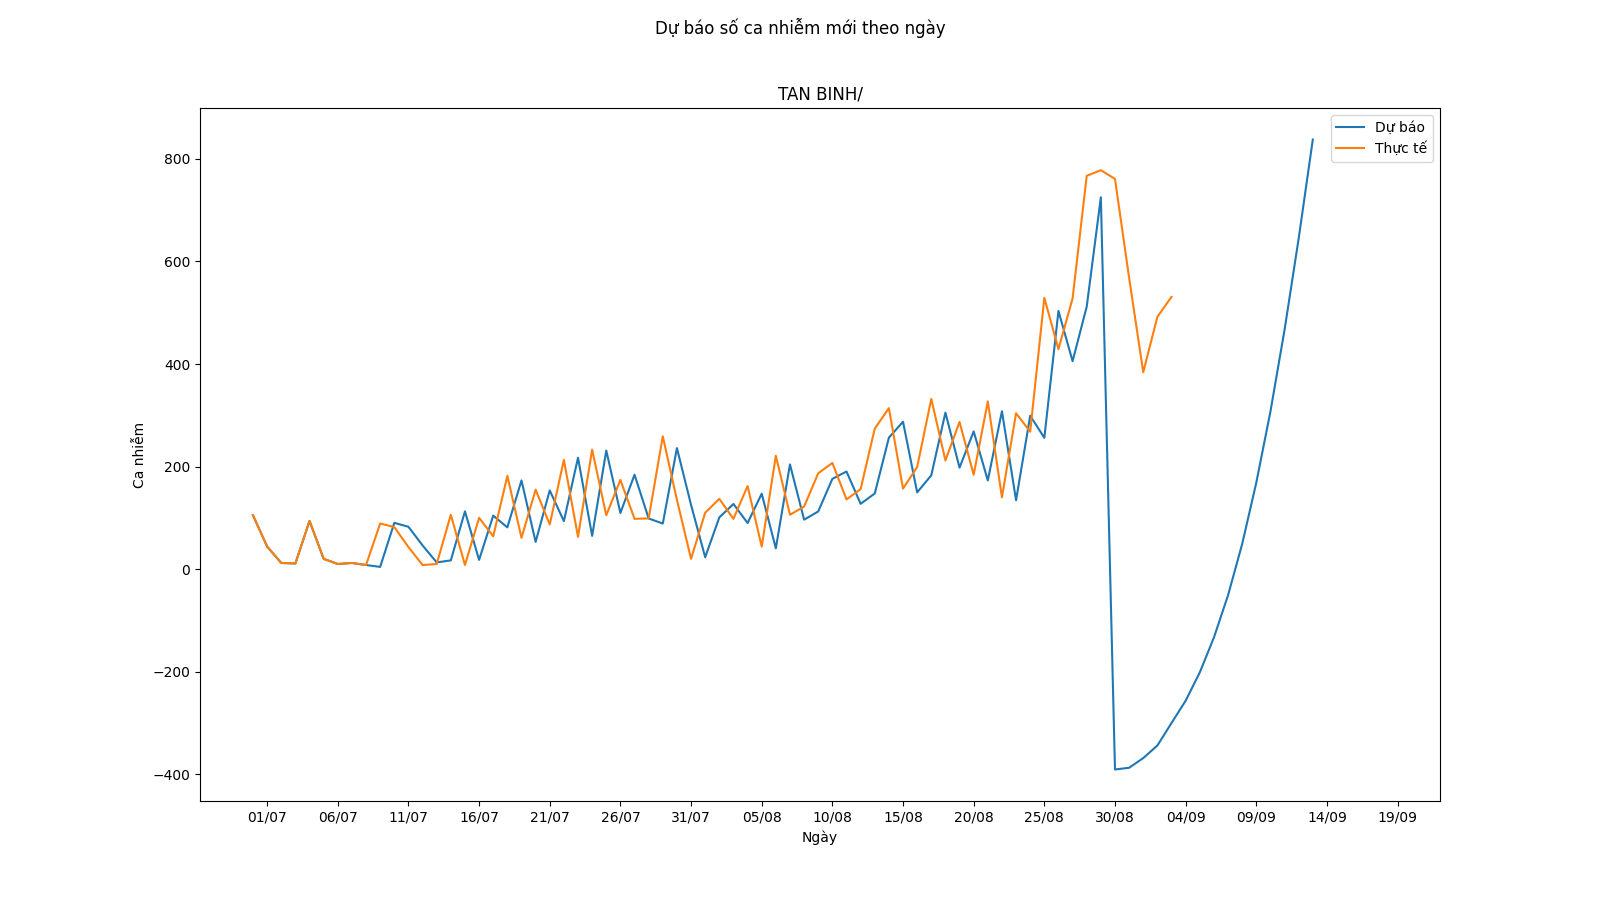 Dự báo số ca nhiễm mới theo ngày
TAN BINH/
Dự báo
Thực tế
800
600
400
200
0
−200
−400
Ca nhiễm
01/07 06/07 11/07 16/07 21/07 26/07 31/07 05/08 10/08 15/08 20/08 25/08 30/08 04/09 09/09 14/09 19/09
Ngày